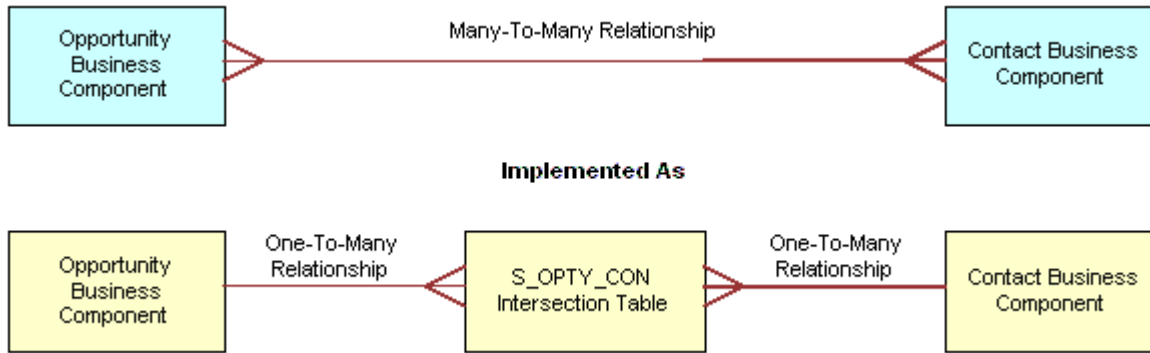 Opportunity
Business
Component
Many-To-Many Relationship
Contact Business
Component
Implemented As
Opportunity
Business
Component
One-To-Many
Relationship
S_OPTY_CON
Intersection Table
One-To-Many
Relationship
Contact Business
Component